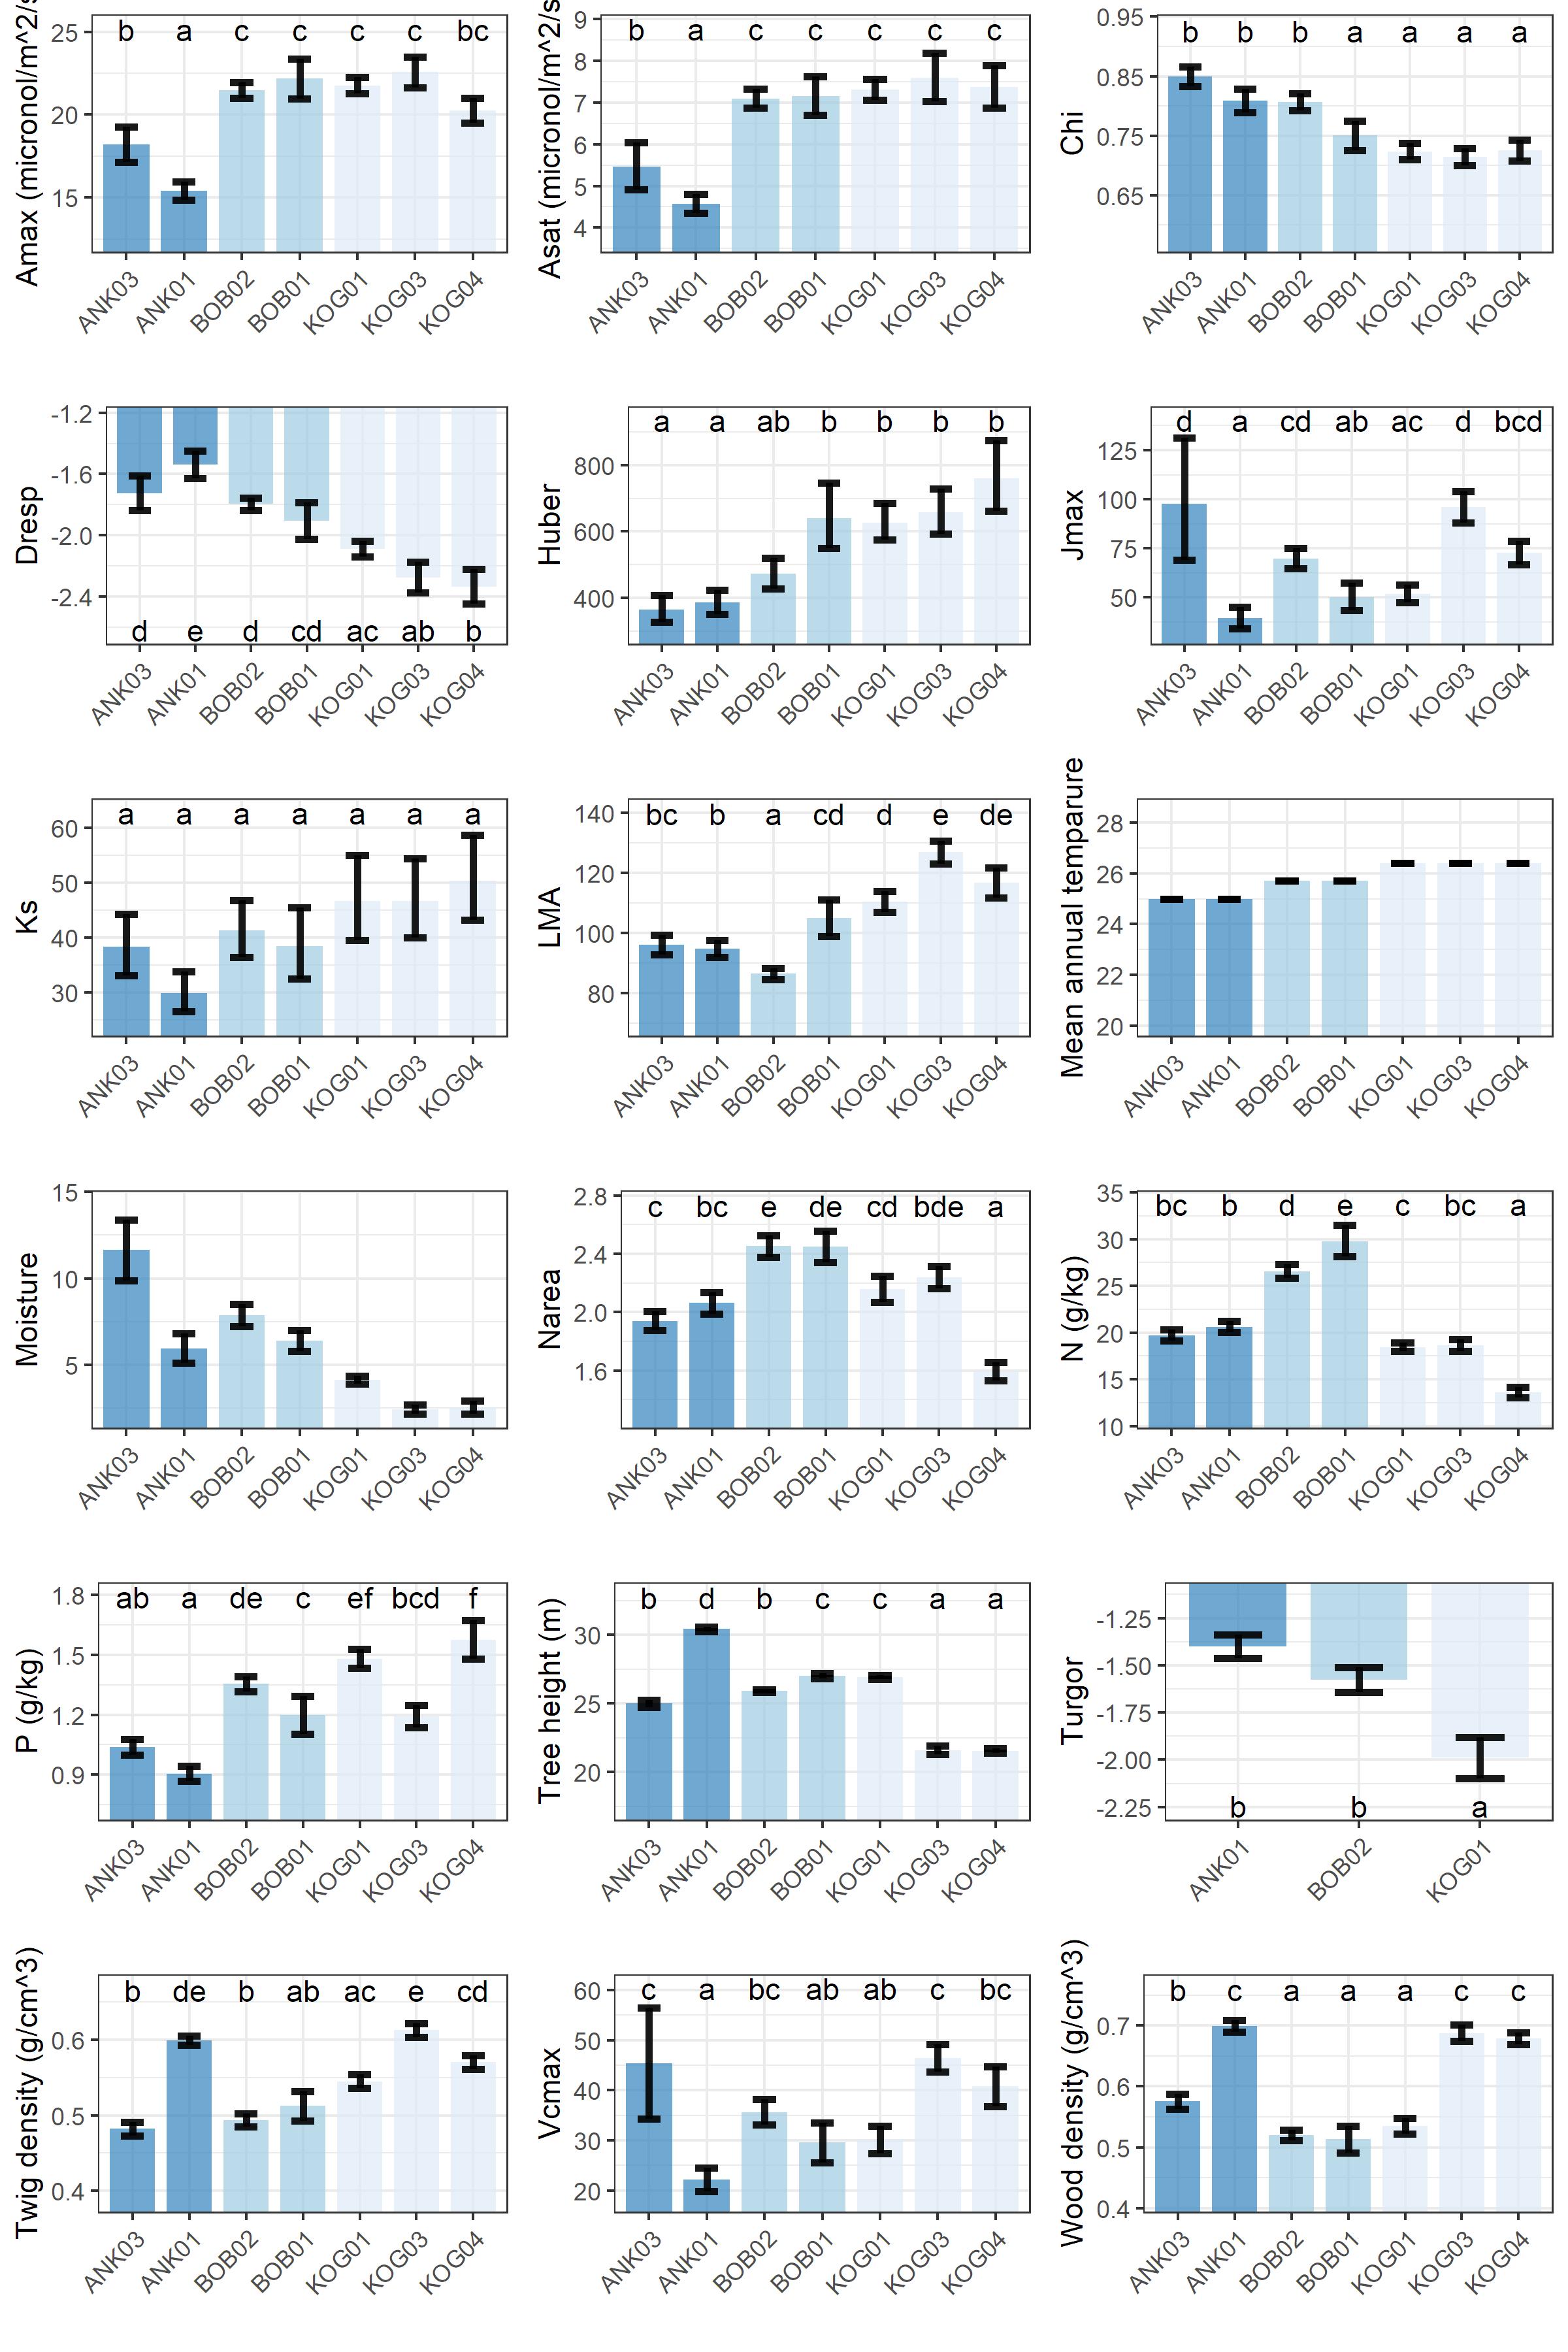 Amax (micronol/m^2/s
25
20
15
b a c c c c bc
ANK03 ANK01 BOB02 BOB01 KOG01 KOG03 KOG04
Asat (micronol/m^2/s
9
8
7
6
5
4
b a c c c c c
ANK03 ANK01 BOB02 BOB01 KOG01 KOG03 KOG04
Chi
0.95
0.85
0.75
0.65
b b b a a a a
ANK03 ANK01 BOB02 BOB01 KOG01 KOG03 KOG04
Dresp
-1.2
-1.6
-2.0
-2.4
d e d cd ac ab b
ANK03 ANK01 BOB02 BOB01 KOG01 KOG03 KOG04
Huber
800
600
400
a a ab b b b b
ANK03 ANK01 BOB02 BOB01 KOG01 KOG03 KOG04
Jmax
125
100
75
50
d a cd ab ac d bcd
ANK03 ANK01 BOB02 BOB01 KOG01 KOG03 KOG04
Ks
60
50
40
30
a a a a a a a
ANK03 ANK01 BOB02 BOB01 KOG01 KOG03 KOG04
LMA
140
120
100
80
bc b a cd d e de
ANK03 ANK01 BOB02 BOB01 KOG01 KOG03 KOG04
Mean annual temparure
28
26
24
22
20
ANK03 ANK01 BOB02 BOB01 KOG01 KOG03 KOG04
Moisture
15
10
5
ANK03 ANK01 BOB02 BOB01 KOG01 KOG03 KOG04
Narea
2.8
2.4
2.0
1.6
c bc e de cd bde a
ANK03 ANK01 BOB02 BOB01 KOG01 KOG03 KOG04
N (g/kg)
35
30
25
20
15
10
bc b d e c bc a
ANK03 ANK01 BOB02 BOB01 KOG01 KOG03 KOG04
P (g/kg)
1.8
1.5
1.2
0.9
ab a de c ef bcd f
ANK03 ANK01 BOB02 BOB01 KOG01 KOG03 KOG04
Tree height (m)
30
25
20
b d b c c a a
ANK03 ANK01 BOB02 BOB01 KOG01 KOG03 KOG04
Turgor
-1.25
-1.50
-1.75
-2.00
-2.25
b b a
ANK01 BOB02 KOG01
Twig density (g/cm^3)
0.6
0.5
0.4
b de b ab ac e cd
ANK03 ANK01 BOB02 BOB01 KOG01 KOG03 KOG04
Vcmax
60
50
40
30
20
c a bc ab ab c bc
ANK03 ANK01 BOB02 BOB01 KOG01 KOG03 KOG04
Wood density (g/cm^3)
0.7
0.6
0.5
0.4
b c a a a c c
ANK03 ANK01 BOB02 BOB01 KOG01 KOG03 KOG04